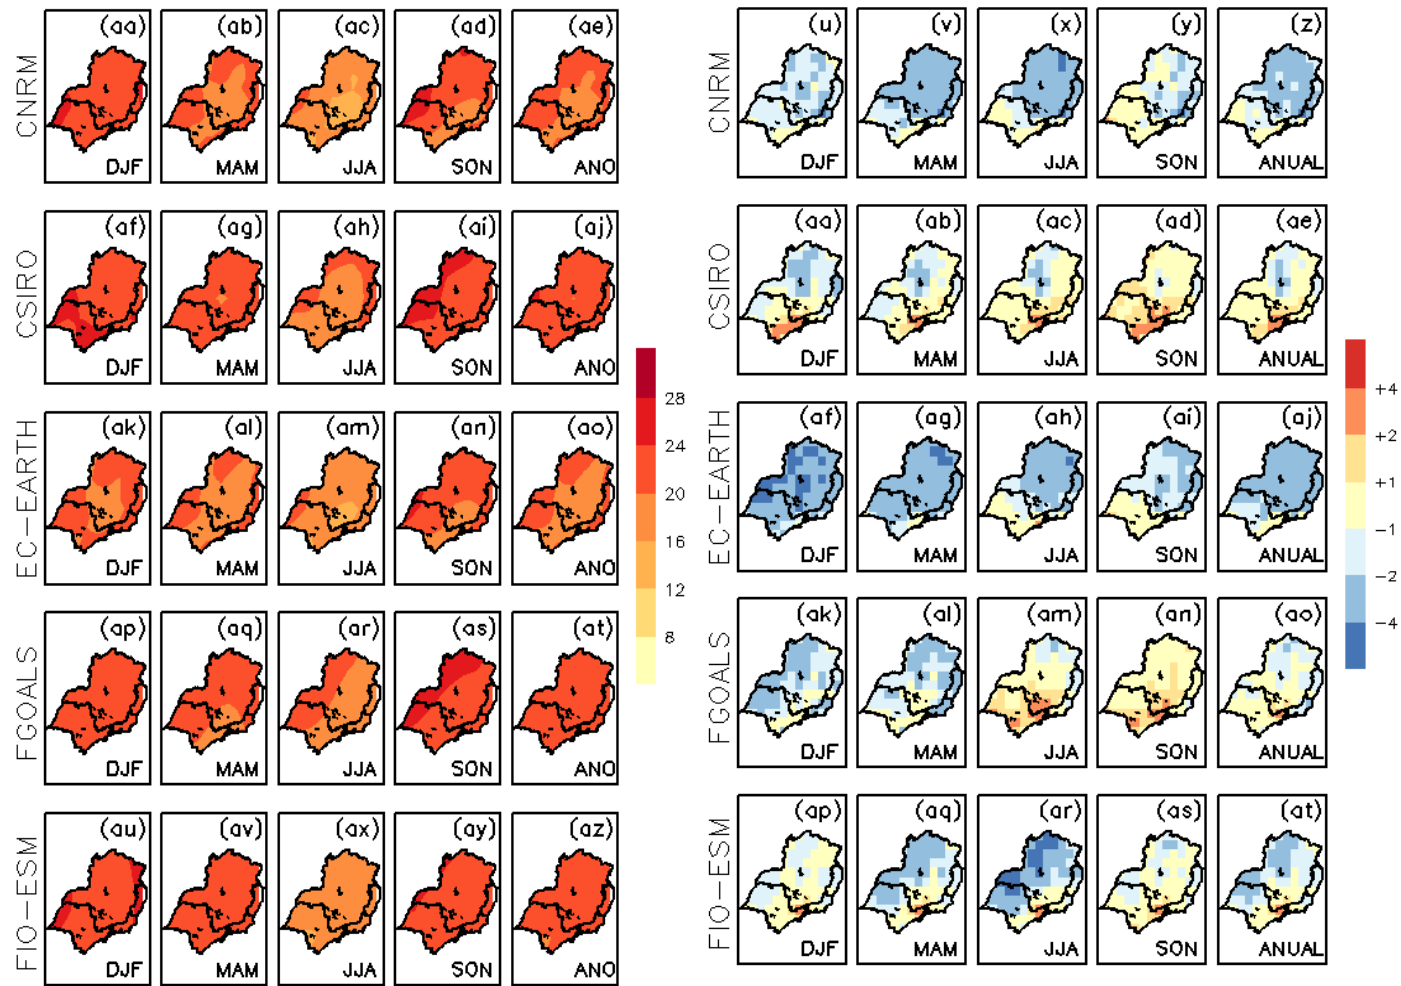 CNRM
(aa) (ab) (ac) (ad) (ae)
DJF MAM JJA SON ANO
CSIRO
(af) (ag) (ah) (ai) (aj)
DJF MAM JJA SON ANO
EC-EARTH
(ak) (al) (am) (an) (ao)
DJF MAM JJA SON ANO
FGOALS
(ap) (aq) (ar) (as) (at)
DJF MAM JJA SON ANO
FIO-ESM
(au) (av) (ax) (ay) (az)
DJF MAM JJA SON ANO
28
24
20
16
12
8
CNRM
(u) (v) (x) (y) (z)
DJF MAM JJA SON ANUAL
CSIRO
(aa) (ab) (ac) (ad) (ae)
DJF MAM JJA SON ANUAL
EC-EARTH
(af) (ag) (ah) (ai) (aj)
DJF MAM JJA SON ANUAL
FGOALS
(ak) (al) (am) (an) (ao)
DJF MAM JJA SON ANUAL
FIO-ESM
(ap) (aq) (ar) (as) (at)
DJF MAM JJA SON ANUAL
+4
+2
+1
-1
-2
-4